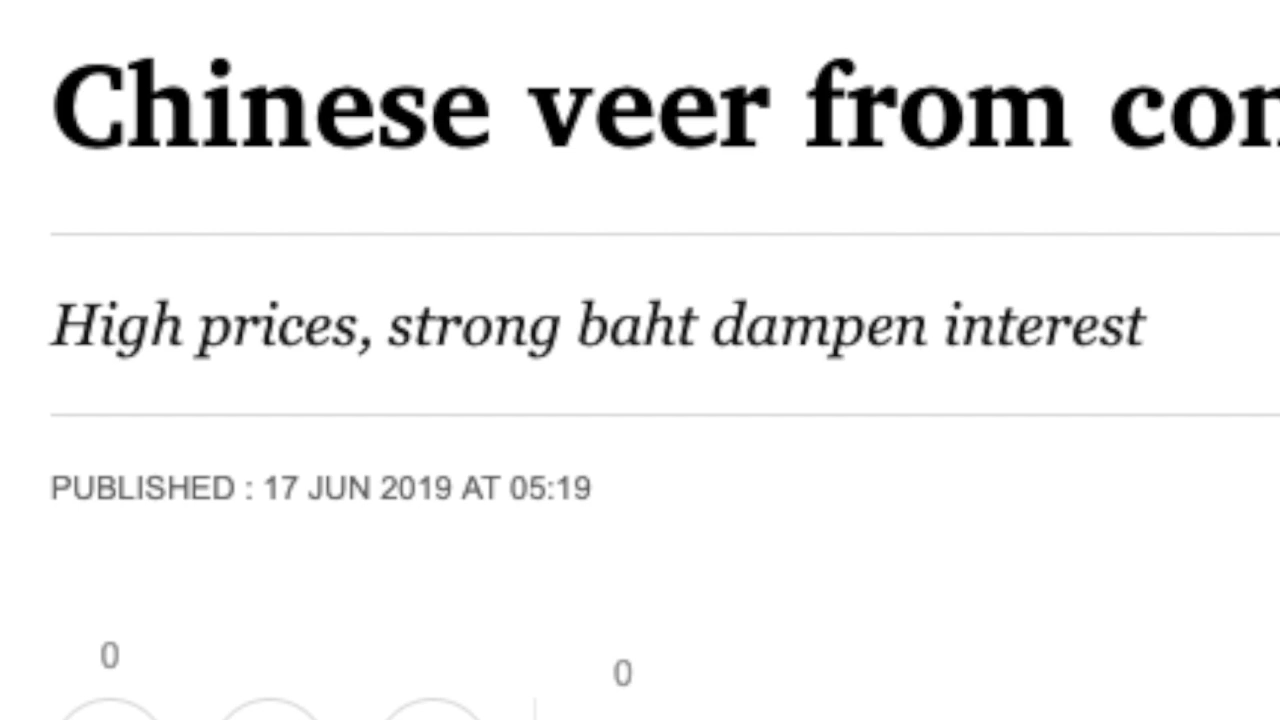 Chinese veer from
High prices, strong baht dampen interest
PUBLISHED : 17 JUN 2019 AT 05:19
0
0